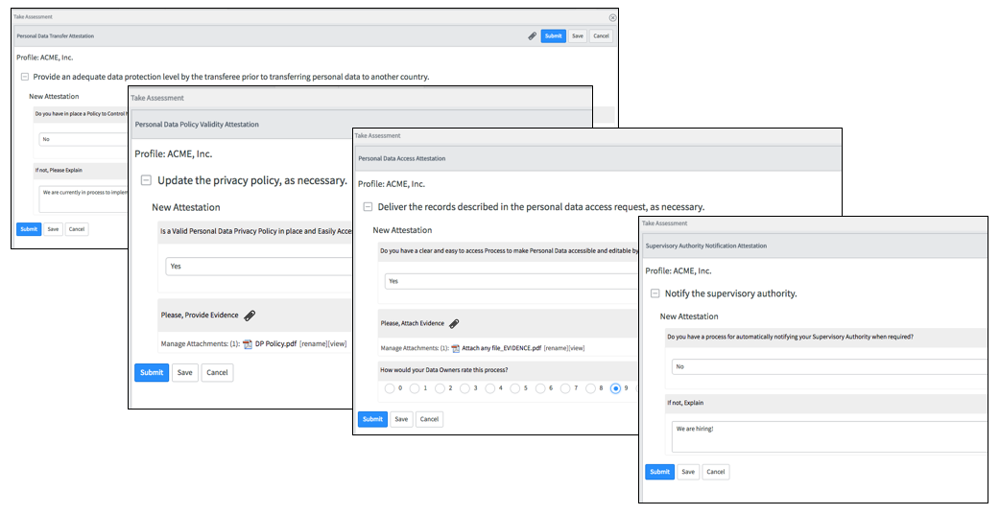 Take Assessment
Personal Data Transfer Attestation
Submit Save Cancel
Profile: ACME, Inc.
Provide an adequate data protection level by the transferee prior to transferring personal data to another country.
New Attestation
Do you have in place a Policy to Control
No
If not, Please Explain
We are currently in process to implem
Submit Save Cancel
Take Assessment
Personal Data Policy Validity Attestation
Profile: ACME, Inc.
Update the privacy policy, as necessary.
New Attestation
Is a Valid Personal Data Privacy Policy in place and Easily Acce
Yes
Please, Provide Evidence
Manage Attachments: (1): DP Policy.pdf [rename][view]
Submit Save Cancel
Take Assessment
Personal Data Access Attestation
Profile: ACME, Inc.
Deliver the records described in the personal data access request, as necessary.
New Attestation
Do you have a clear and easy to access Process to make Personal Data accessible and editable by
Yes
Please, Attach Evidence
Manage Attachments: (1): Attach any file_EVIDENCE.pdf [rename][view]
How would your Data Owners rate this process?
0 1 2 3 4 5 6 7 8 9
Submit Save Cancel
Take Assessment
Supervisory Authority Notification Attestation
Profile: ACME, Inc.
Notify the supervisory authority.
New Attestation
Do you have a process for automatically notifying your Supervisory Authority when required?
No
If not, Explain
We are hiring!
Submit Save Cancel